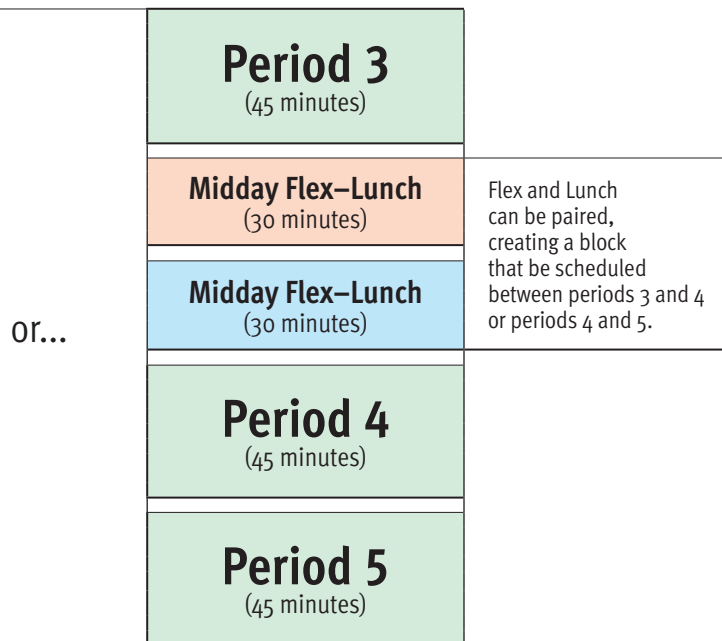 Period 3
(45 minutes)
Midday Flex–Lunch
(30 minutes)
Flex and Lunch
can be paired,
creating a block
that be scheduled
between periods 3 and 4
or periods 4 and 5.
Midday Flex–Lunch
(30 minutes)
or...
Period 4
(45 minutes)
Period 5
(45 minutes)